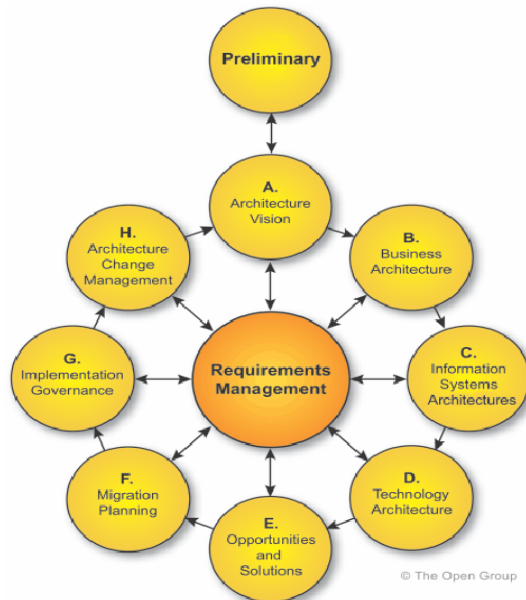 Preliminary
A.
Architecture
Vision
B.
Business
Architecture
C.
Information
Systems
Architectures
D.
Technology
Architecture
E.
Opportunities
and
Solutions
F.
Migration
Planning
G.
Implementation
Governance
H.
Architecture
Change
Management
Requirements
Management
© The Open Group